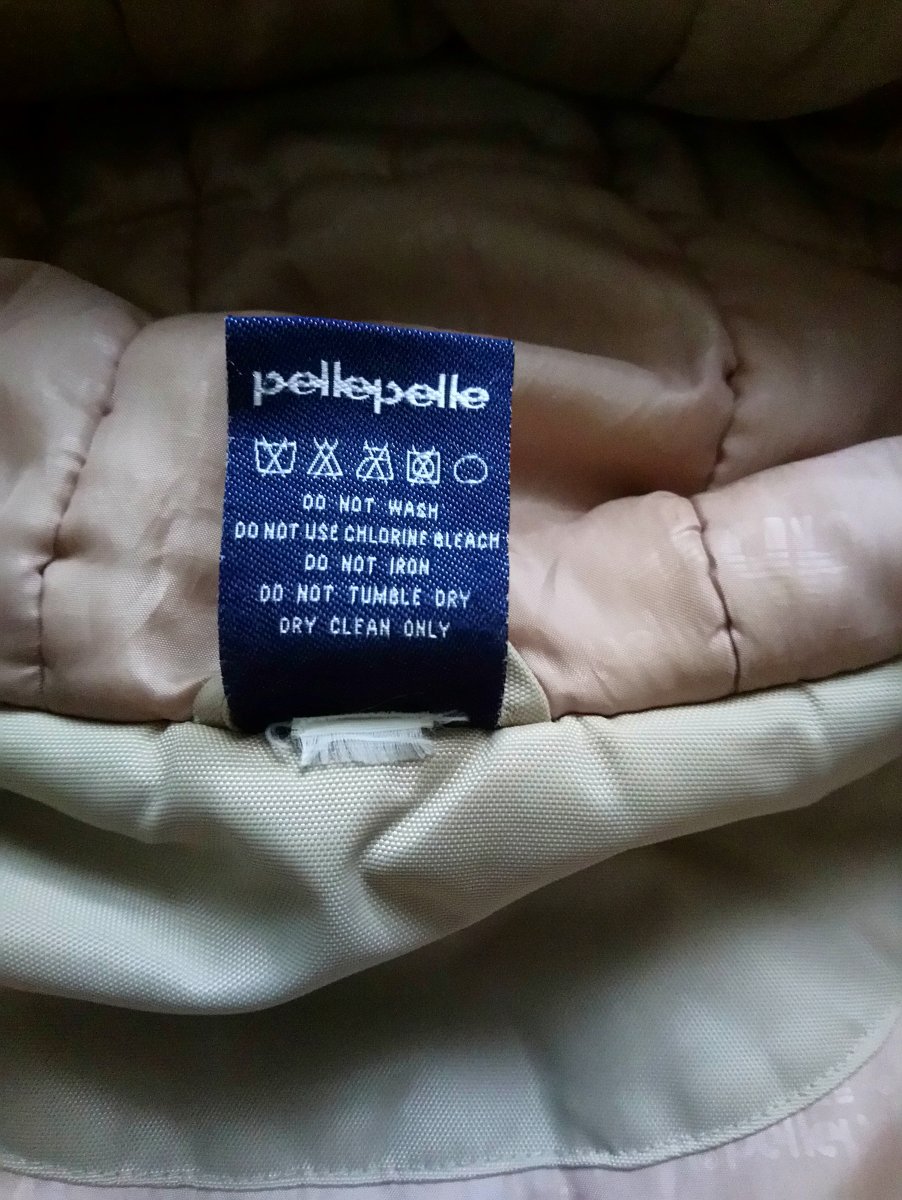 pellepelle
DO NOT WASH
DO NOT USE CHLORINE BLEACH
DO NOT IRON
DO NOT TUMBLE DRY
DRY CLEAN ONLY